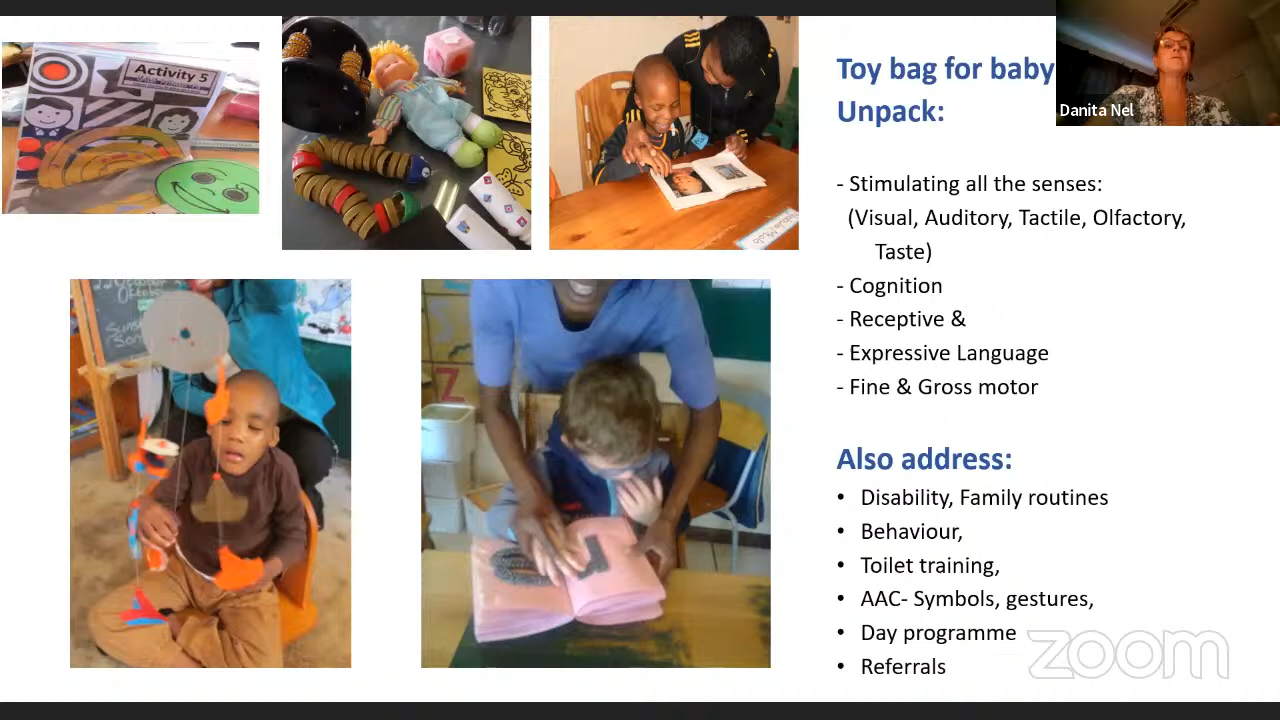 Toy bag for baby
Unpack:
- Stimulating all the senses:
(Visual, Auditory, Tactile, Olfactory,
Taste)
- Cognition
- Receptive &
- Expressive Language
- Fine & Gross motor
Also address:
• Disability, Family routines
• Behaviour,
• Toilet training,
• AAC- Symbols, gestures,
• Day programme
• Referrals
Danita Nel
zoom
Activity 5
Z